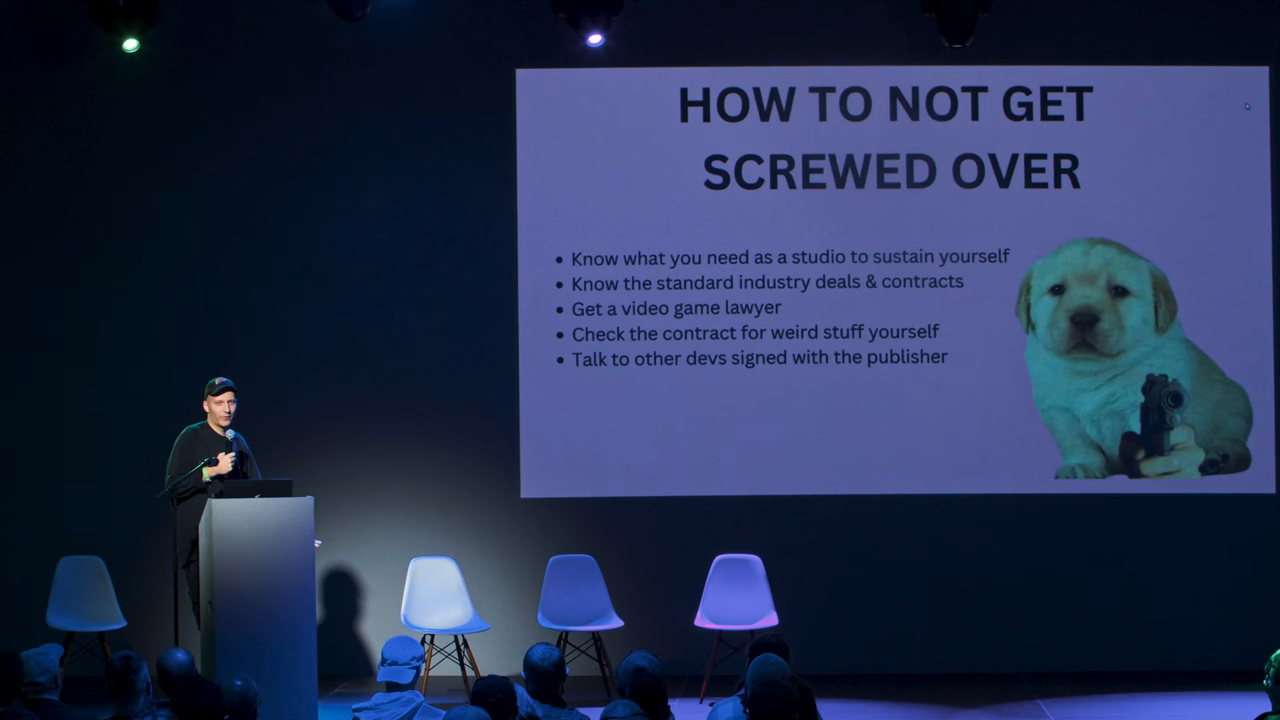 HOW TO NOT GET
SCREWED OVER
• Know what you need as a studio to sustain yourself
• Know the standard industry deals & contracts
• Get a video game lawyer
• Check the contract for weird stuff yourself
• Talk to other devs signed with the publisher